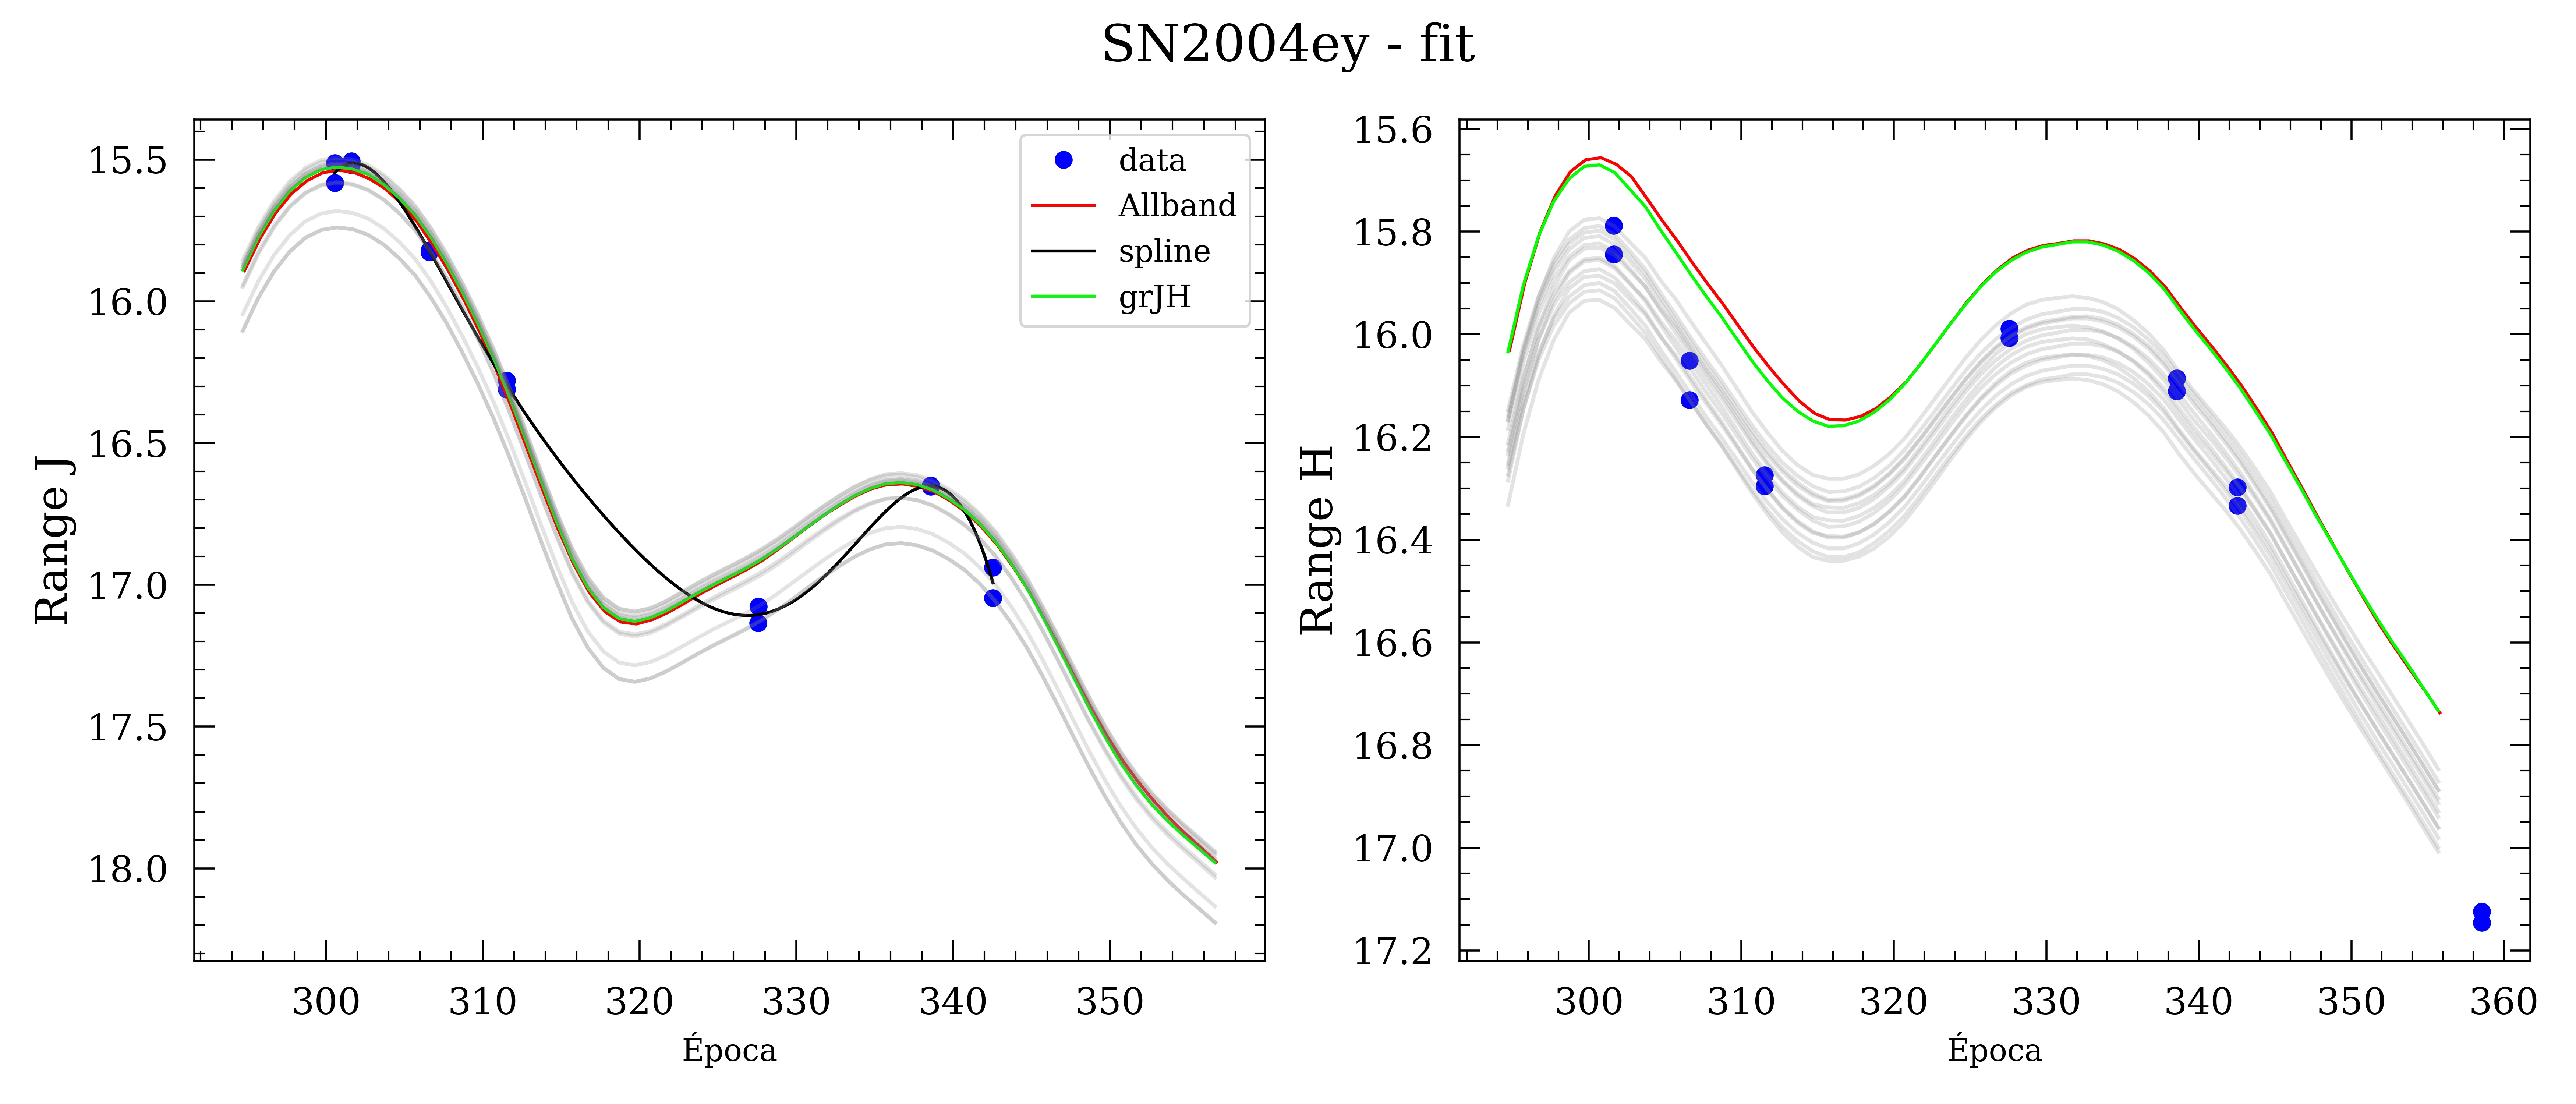 SN2004ey - fit
Range J
15.5
16.0
16.5
17.0
17.5
18.0
300 310 320 330 340 350
Época
data
Allband
spline
grJH
Range H
15.6
15.8
16.0
16.2
16.4
16.6
16.8
17.0
17.2
300 310 320 330 340 350 360
Época